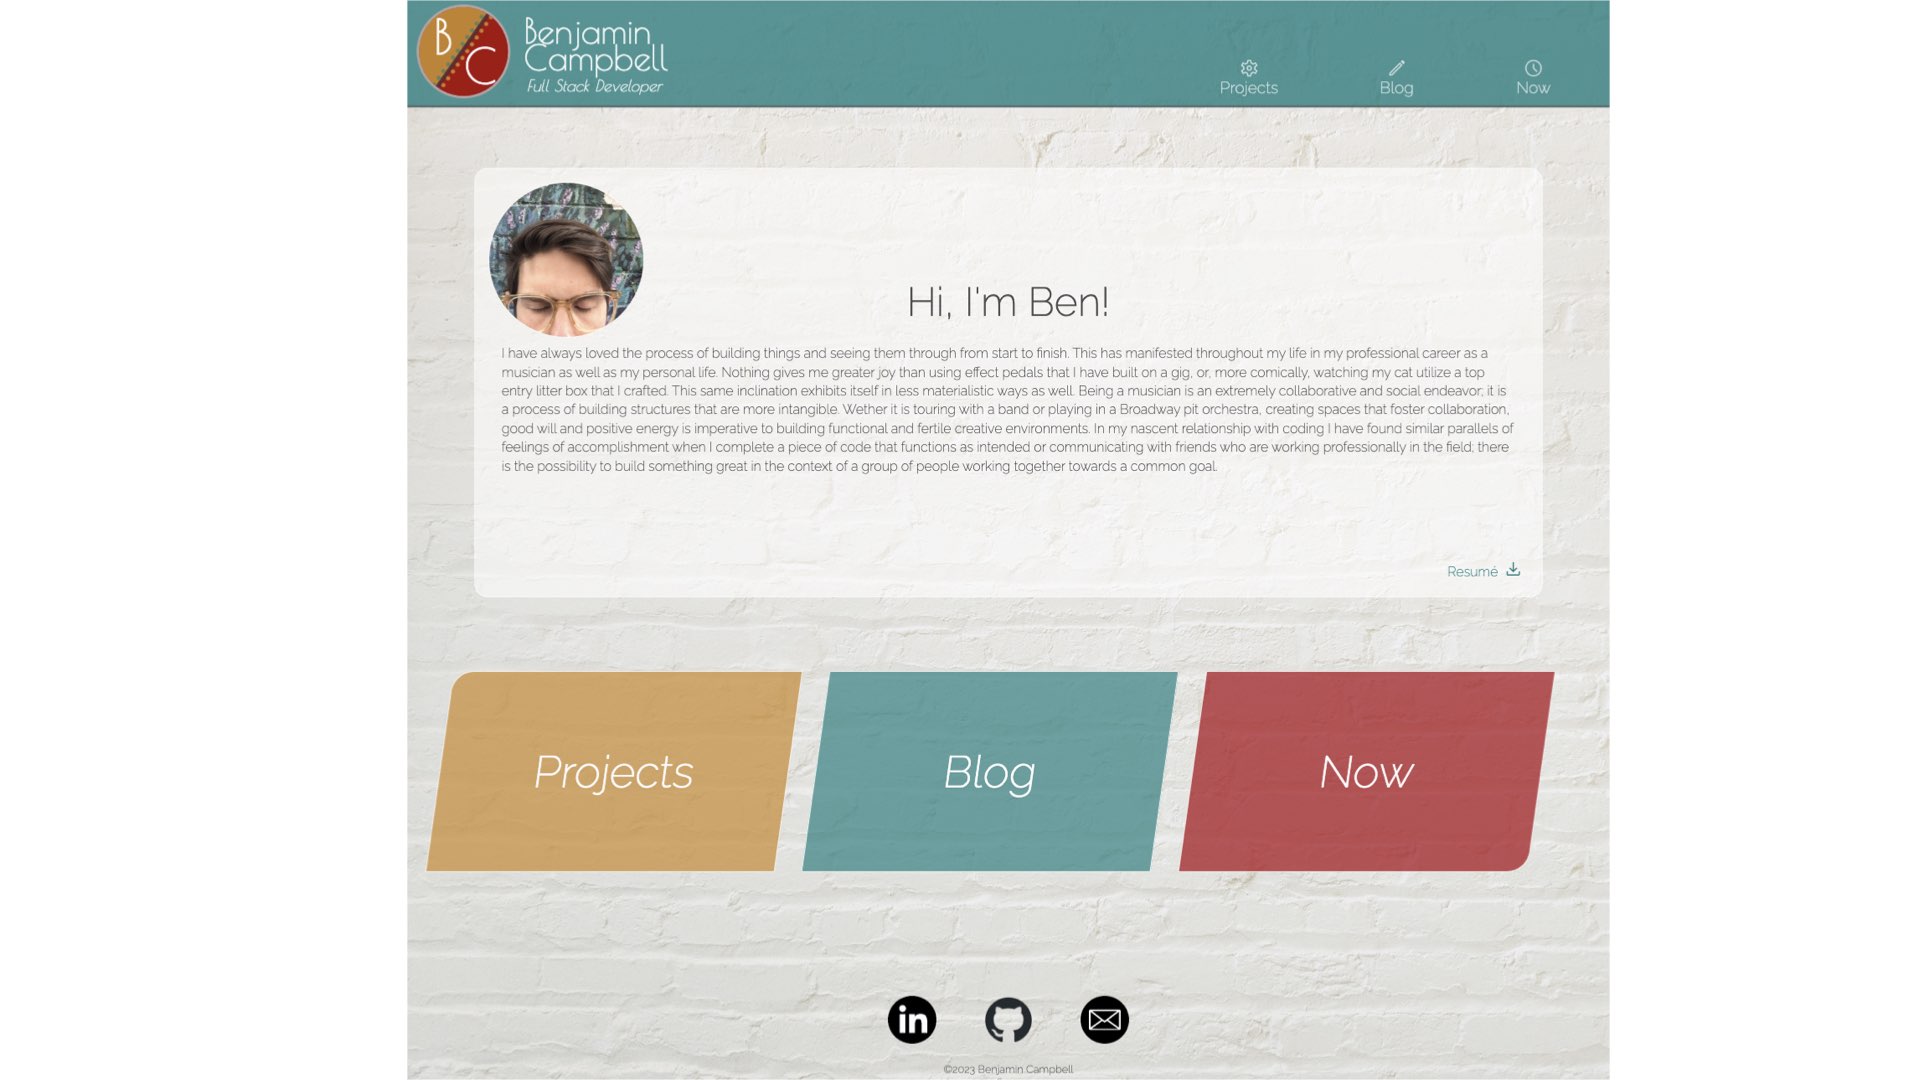 B C
Benjamin
Campbell
Full Stack Developer
Projects
Blog
Now
Hi, I'm Ben!
I have always loved the process of building things and seeing them through from start to finish. This has manifested throughout my life in my professional career as a
musician as well as my personal life. Nothing gives me greater joy than using effect pedals that I have built on a gig, or, more comically, watching my cat utilize a top
entry litter box that I crafted. This same inclination exhibits itself in less materialistic ways as well. Being a musician is an extremely collaborative and social endeavor; it is
a process of building structures that are more intangible. Wether it is touring with a band or playing in a Broadway pit orchestra, creating spaces that foster collaboration,
good will and positive energy is imperative to building functional and fertile creative environments. In my nascent relationship with coding I have found similar parallels of
feelings of accomplishment when I complete a piece of code that functions as intended or communicating with friends who are working professionally in the field; there
is the possibility to build something great in the context of a group of people working together towards a common goal.
Resumé
Projects
Blog
Now
in
©2023 Benjamin Campbell